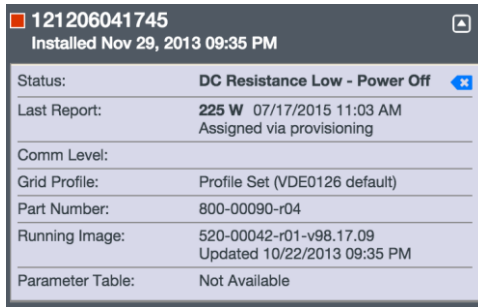 121206041745
Installed Nov 29, 2013 09:35 PM
Status: DC Resistance Low - Power Off
Last Report: 225 W 07/17/2015 11:03 AM
Assigned via provisioning
Comm Level:
Grid Profile: Profile Set (VDE0126 default)
Part Number: 800-00090-r04
Running Image: 520-00042-r01-v98.17.09
Updated 10/22/2013 09:35 PM
Parameter Table: Not Available